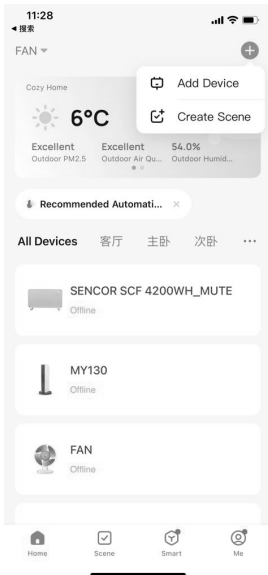 11:28
◀ 搜索
FAN
Add Device
Create Scene
Cozy Home
6°C
Excellent Excellent 54.0%
Outdoor PM2.5 Outdoor Air Qu... Outdoor Humid...
Recommended Automati... ×
All Devices 客厅 主卧 次卧 ...
SENCOR SCF 4200WH_MUTE
Offline
MY130
Offline
FAN
Offline
Home Scene Smart Me